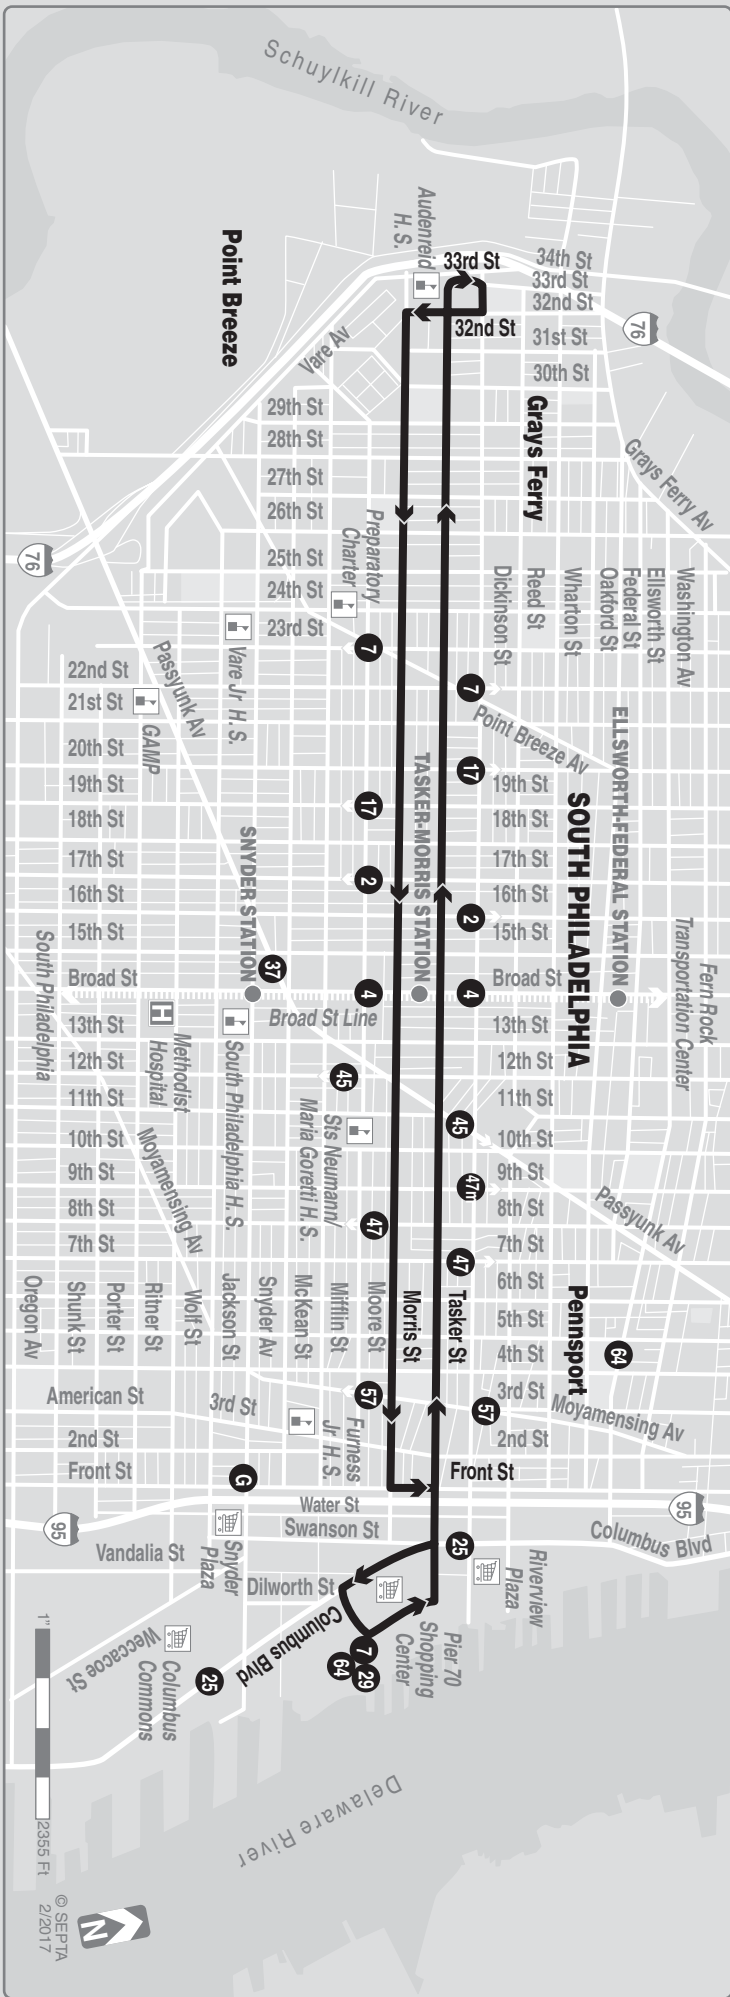 Schuylkill River
Audenreid
H. S.
33rd St
34th St
33rd St
32nd St
32nd St
31st St
30th St
76
Point Breeze
Vare Av
Grays Ferry
Grays Ferry Av
29th St
28th St
27th St
26th St
25th St
24th St
23rd St
Preparatory
Charter
76
Dickinson St
Reed St
Wharton St
Oakford St
Federal St
Ellsworth St
Washington Av
7
7
Point Breeze Av
Passyunk Av
Vare Jr H. S.
GAMP
22nd St
21st St
20th St
19th St
18th St
17th St
16th St
15th St
Broad St
13th St
12th St
11th St
10th St
9th St
8th St
7th St
17
17
2
2
4
4
37
TASKER-MORRIS STATION
ELLSWORTH-FEDERAL STATION
SNYDER STATION
SOUTH PHILADELPHIA
19th St
18th St
17th St
16th St
15th St
Broad St
13th St
12th St
11th St
10th St
9th St
8th St
7th St
6th St
5th St
4th St
3rd St
2nd St
Fern Rock
Transportation Center
Broad St Line
South Philadelphia
Methodist
Hospital
H
South Philadelphia H. S.
Sts Neumann/
Maria Goretti H. S.
45
45
47m
47
47
Passyunk Av
Moyamensing Av
Oregon Av
Shunk St
Porter St
Ritner St
Wolf St
Jackson St
Snyder Av
McKean St
Mifflin St
Moore St
Morris St
Tasker St
Pennsport
64
57
57
Moyamensing Av
American St
3rd St
2nd St
Front St
Furness
Jr H. S.
Front St
G
Water St
Swanson St
95
95
Columbus Blvd
Vandalia St
Snyder
Plaza
Dilworth St
25
Riverview
Plaza
Columbus Blvd
Pier 70
Shopping
Center
7
29
64
25
Weccacoe St
Columbus
Commons
Delaware River
1"
2355 Ft
N
© SEPTA
2/2017